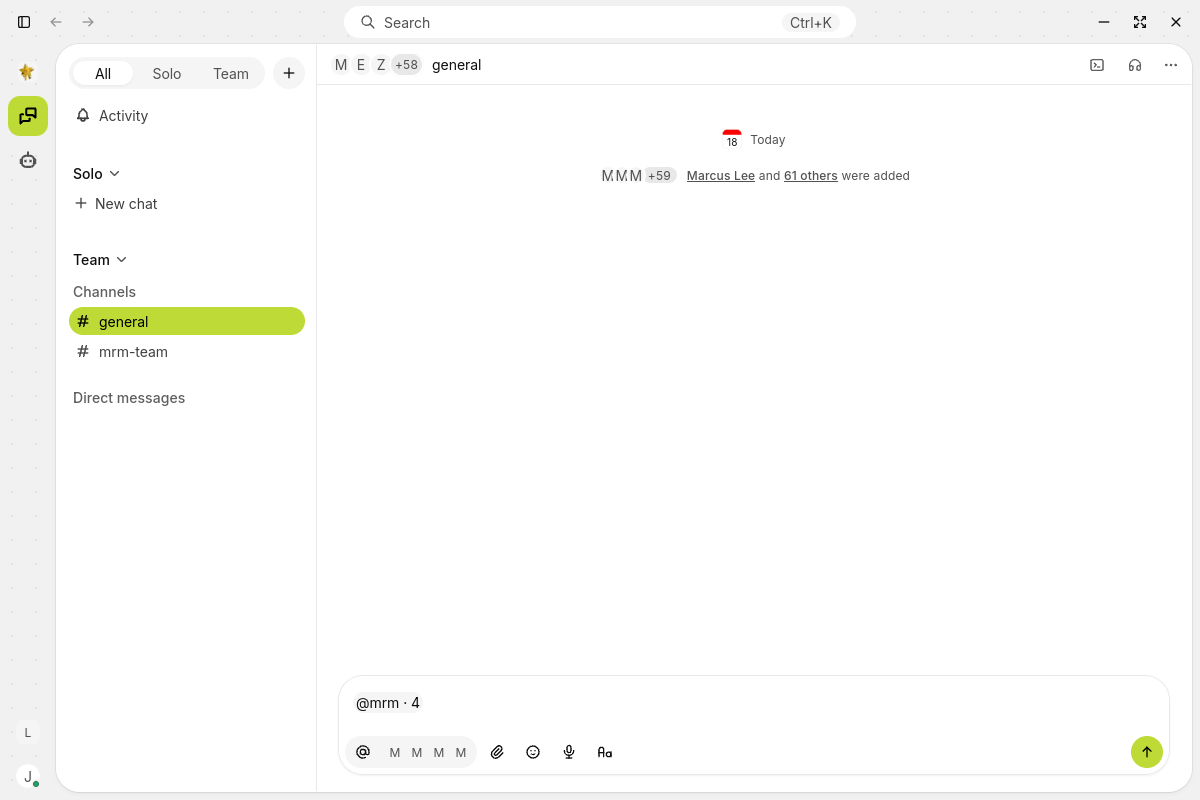 Search Ctrl+K
All Solo Team
M E Z +58 general
Activity
18 Today
M M M +59 Marcus Lee and 61 others were added
Solo
New chat
Team
Channels
# general
# mrm-team
Direct messages
@mrm · 4
@ M M M M Aa
L
J